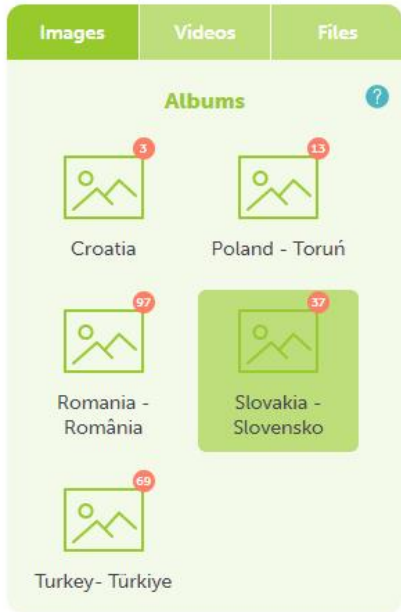 Images Videos Files
Albums ?
3 13
Croatia Poland - Toruń
97 37
Romania - Slovakia -
România Slovensko
69
Turkey- Türkiye